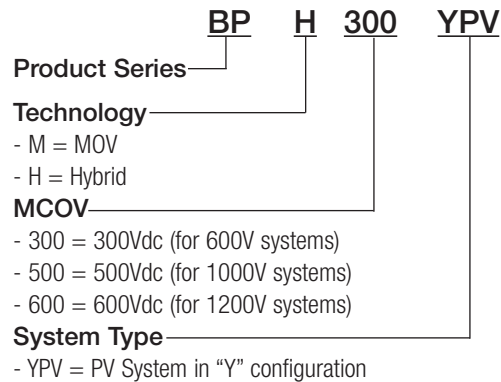 BP H 300 YPV
Product Series
Technology
- M = MOV
- H = Hybrid
MCOV
- 300 = 300Vdc (for 600V systems)
- 500 = 500Vdc (for 1000V systems)
- 600 = 600Vdc (for 1200V systems)
System Type
- YPV = PV System in “Y” configuration